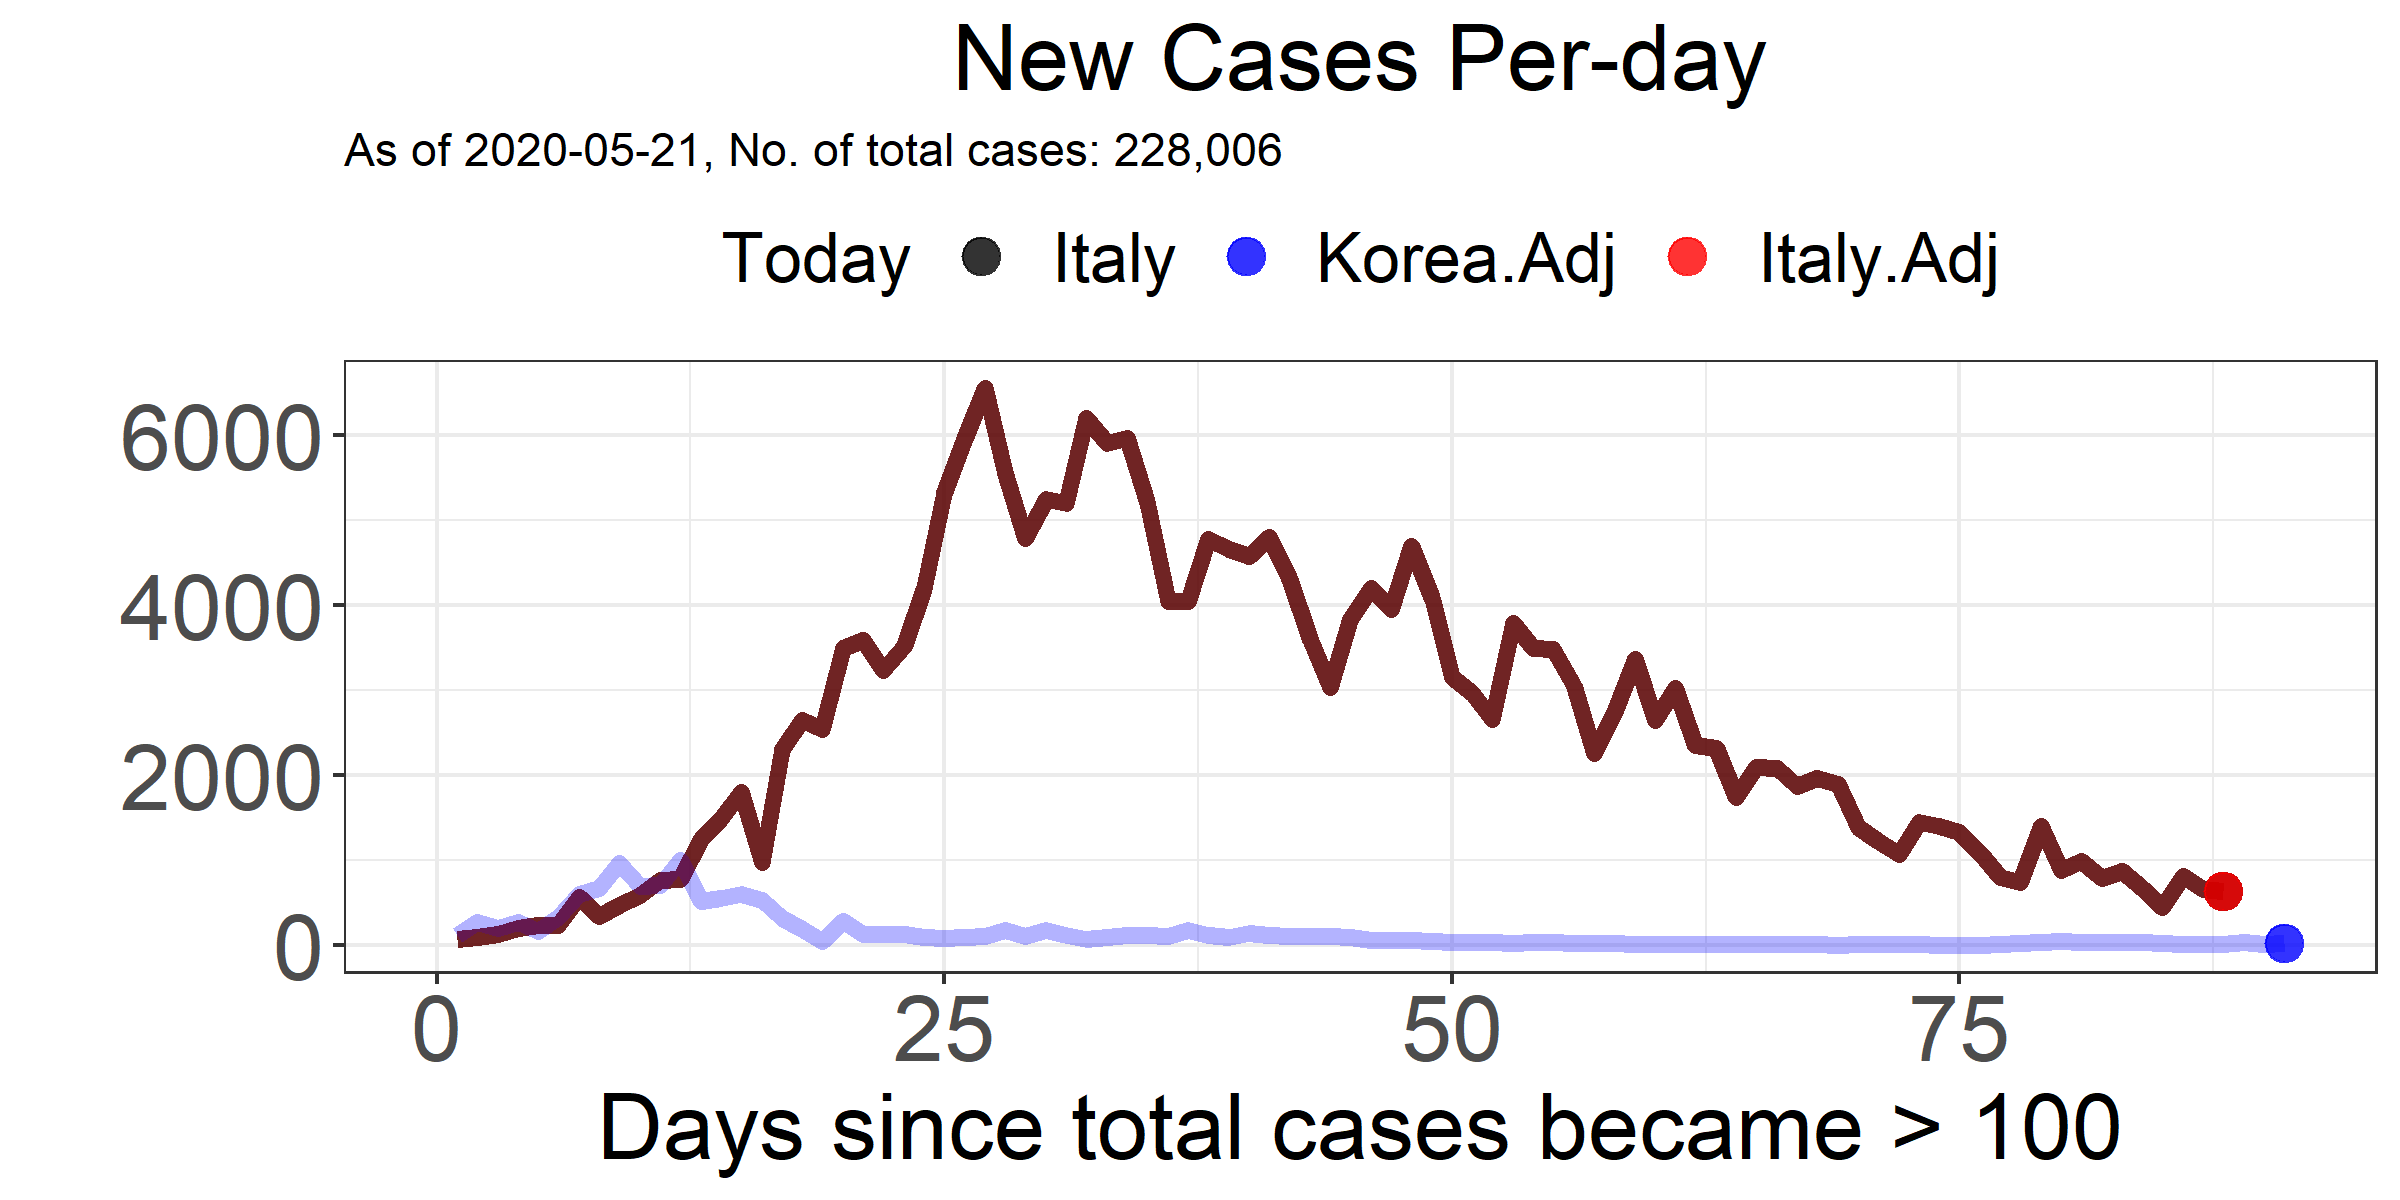 New Cases Per-day
As of 2020-05-21, No. of total cases: 228,006
Today Italy Korea.Adj Italy.Adj
6000
4000
2000
0
0 25 50 75
Days since total cases became > 100